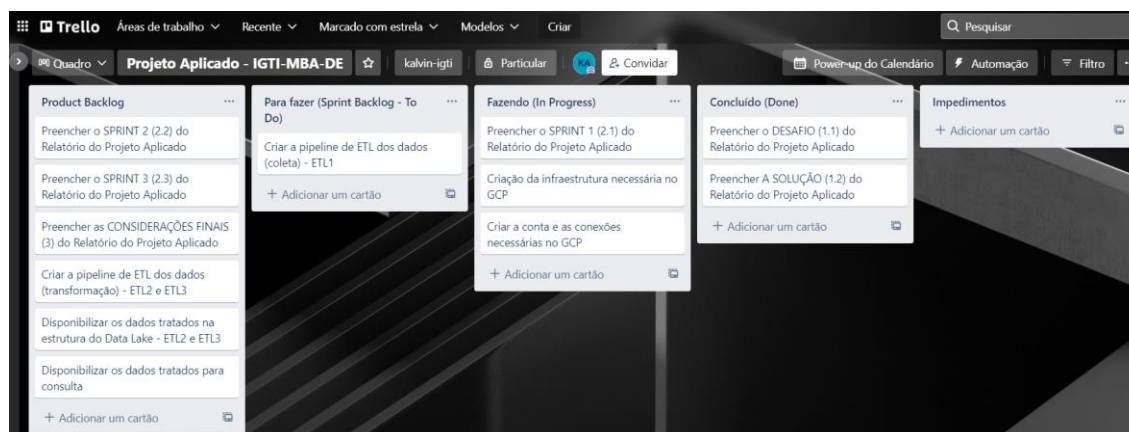 Trello
Áreas de trabalho
Recente
Marcado com estrela
Modelos
Criar
Pesquisar
Quadro
Projeto Aplicado - IGTI-MBA-DE
kalvin-igti
Particular
KA
Convidar
Power-up do Calendário
Automação
Filtro
Product Backlog
Preencher o SPRINT 2 (2.2) do
Relatório do Projeto Aplicado
Preencher o SPRINT 3 (2.3) do
Relatório do Projeto Aplicado
Preencher as CONSIDERAÇÕES FINAIS
(3) do Relatório do Projeto Aplicado
Criar a pipeline de ETL dos dados
(transformação) - ETL2 e ETL3
Disponibilizar os dados tratados na
estrutura do Data Lake - ETL2 e ETL3
Disponibilizar os dados tratados para
consulta
+ Adicionar um cartão
Para fazer (Sprint Backlog - To
Do)
Criar a pipeline de ETL dos dados
(coleta) - ETL1
+ Adicionar um cartão
Fazendo (In Progress)
Preencher o SPRINT 1 (2.1) do
Relatório do Projeto Aplicado
Criação da infraestrutura necessária no
GCP
Criar a conta e as conexões
necessárias no GCP
+ Adicionar um cartão
Concluído (Done)
Preencher o DESAFIO (1.1) do
Relatório do Projeto Aplicado
Preencher A SOLUÇÃO (1.2) do
Relatório do Projeto Aplicado
+ Adicionar um cartão
Impedimentos
+ Adicionar um cartão